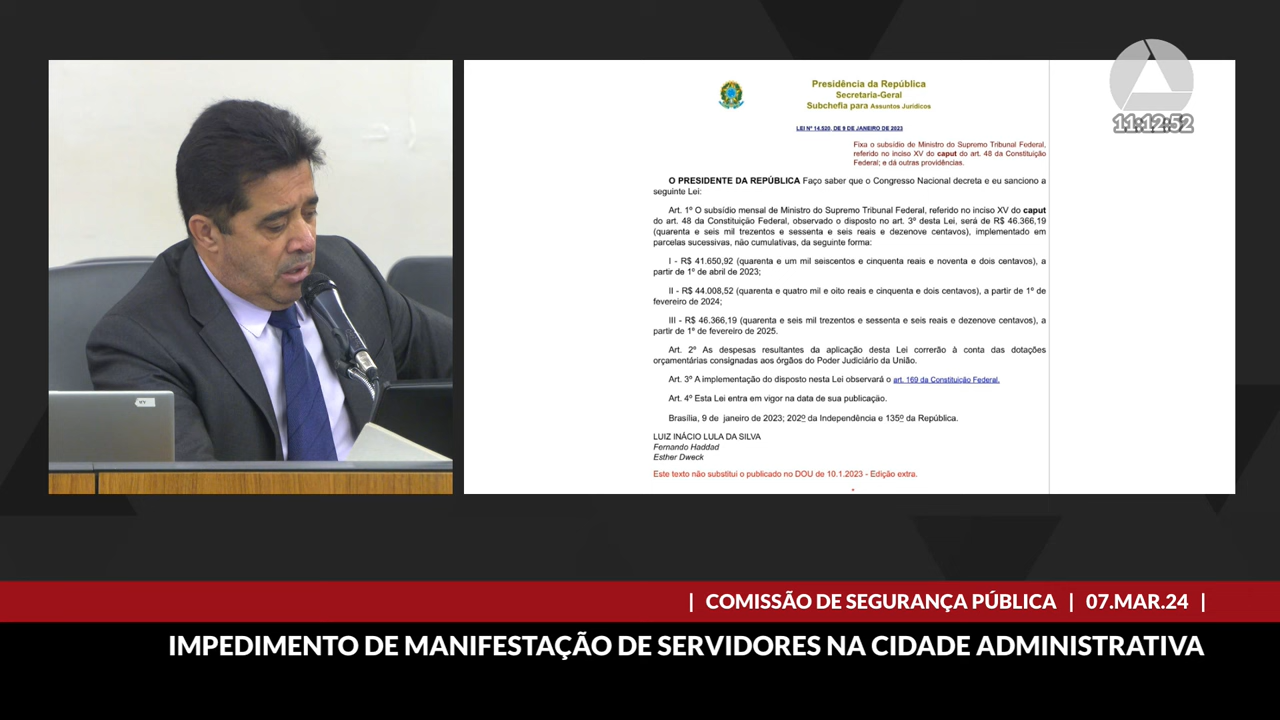 Presidência da República
Secretaria-Geral
Subchefia para Assuntos Jurídicos
LEI Nº 14.520, DE 9 DE JANEIRO DE 2023
Fixa o subsídio de Ministro do Supremo Tribunal Federal,
referido no inciso XV do caput do art. 48 da Constituição
Federal; e dá outras providências.
O PRESIDENTE DA REPÚBLICA Faço saber que o Congresso Nacional decreta e eu sanciono a
seguinte Lei:
Art. 1º O subsídio mensal de Ministro do Supremo Tribunal Federal, referido no inciso XV do caput
do art. 48 da Constituição Federal, observado o disposto no art. 3º desta Lei, será de R$ 46.366,19
(quarenta e seis mil trezentos e sessenta e seis reais e dezenove centavos), implementado em
parcelas sucessivas, não cumulativas, da seguinte forma:
I - R$ 41.650,92 (quarenta e um mil seiscentos e cinquenta reais e noventa e dois centavos), a
partir de 1º de abril de 2023;
II - R$ 44.008,52 (quarenta e quatro mil e oito reais e cinquenta e dois centavos), a partir de 1º de
fevereiro de 2024;
III - R$ 46.366,19 (quarenta e seis mil trezentos e sessenta e seis reais e dezenove centavos), a
partir de 1º de fevereiro de 2025.
Art. 2º As despesas resultantes da aplicação desta Lei correrão à conta das dotações
orçamentárias consignadas aos órgãos do Poder Judiciário da União.
Art. 3º A implementação do disposto nesta Lei observará o art. 169 da Constituição Federal.
Art. 4º Esta Lei entra em vigor na data de sua publicação.
Brasília, 9 de janeiro de 2023; 202º da Independência e 135º da República.
LUIZ INÁCIO LULA DA SILVA
Fernando Haddad
Esther Dweck
Este texto não substitui o publicado no DOU de 10.1.2023 - Edição extra.
11:12:52
| COMISSÃO DE SEGURANÇA PÚBLICA | 07.MAR.24 |
IMPEDIMENTO DE MANIFESTAÇÃO DE SERVIDORES NA CIDADE ADMINISTRATIVA